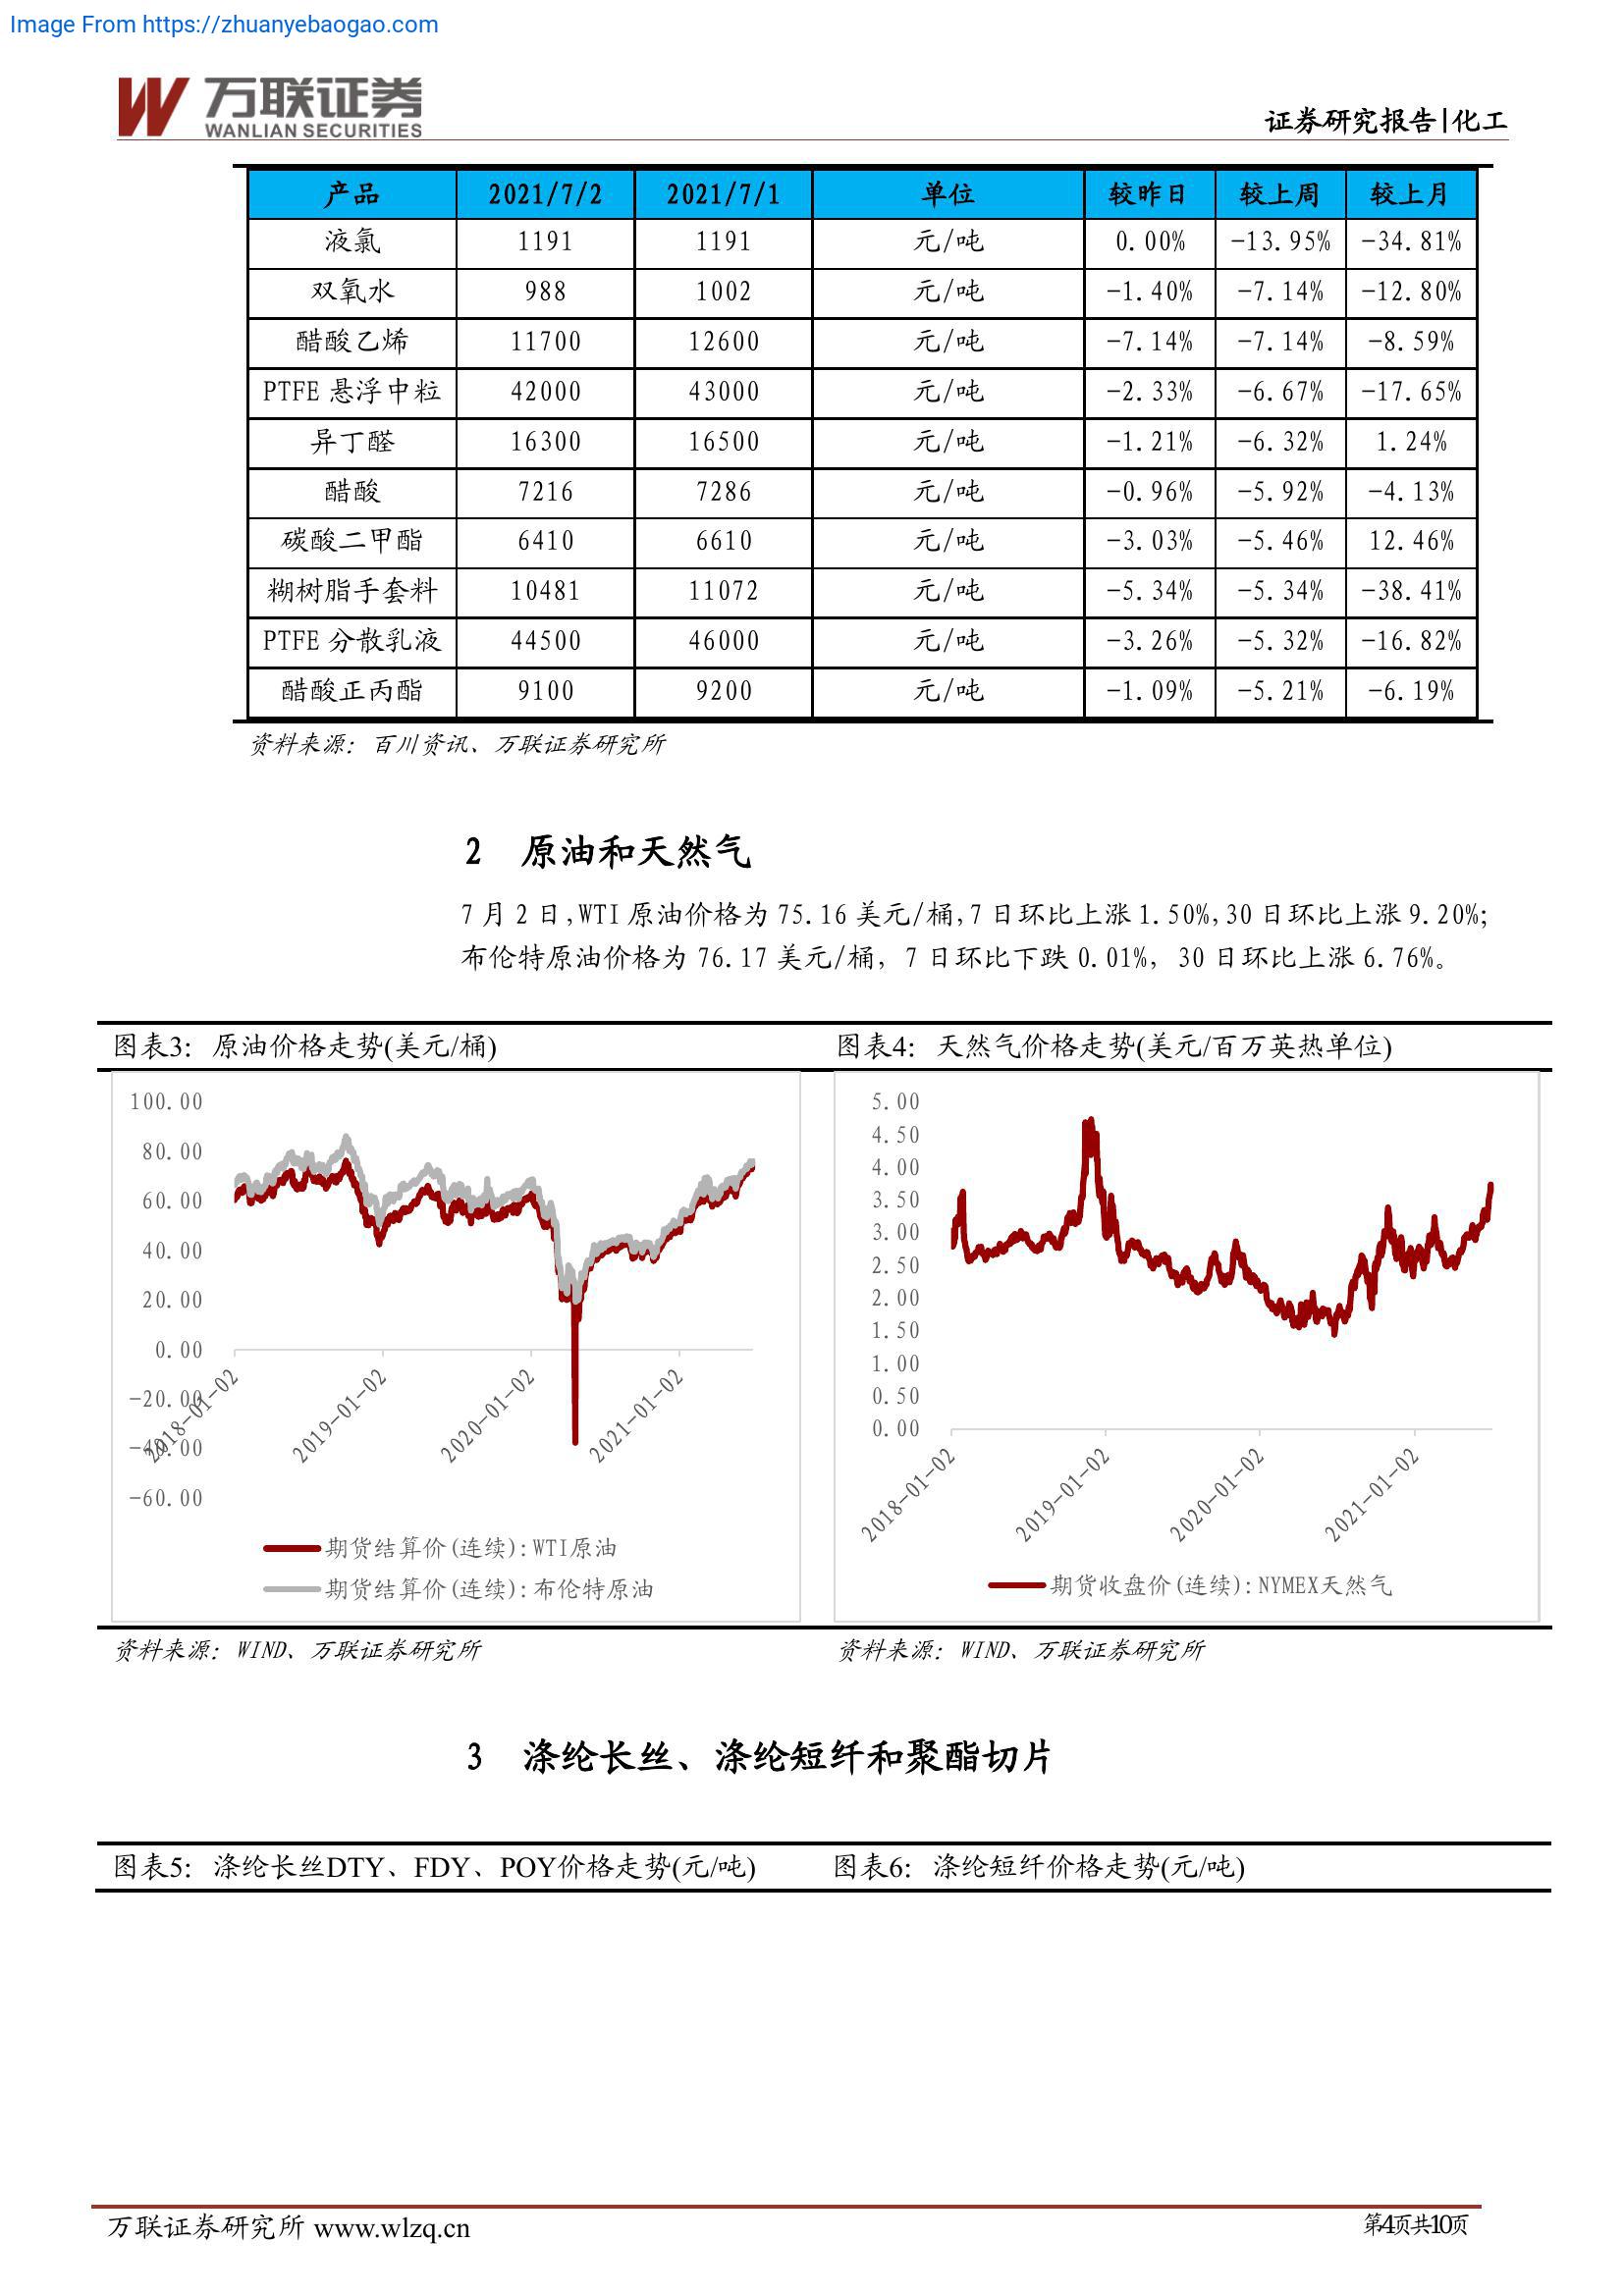 Image From https://zhuanyebaogao.com
万联证券
WANLIAN SECURITIES
证券研究报告|化工
产品 2021/7/2 2021/7/1 单位 较昨日 较上周 较上月
液氯 1191 1191 元/吨 0.00% -13.95% -34.81%
双氧水 988 1002 元/吨 -1.40% -7.14% -12.80%
醋酸乙烯 11700 12600 元/吨 -7.14% -7.14% -8.59%
PTFE 悬浮中粒 42000 43000 元/吨 -2.33% -6.67% -17.65%
异丁醛 16300 16500 元/吨 -1.21% -6.32% 1.24%
醋酸 7216 7286 元/吨 -0.96% -5.92% -4.13%
碳酸二甲酯 6410 6610 元/吨 -3.03% -5.46% 12.46%
糊树脂手套料 10481 11072 元/吨 -5.34% -5.34% -38.41%
PTFE 分散乳液 44500 46000 元/吨 -3.26% -5.32% -16.82%
醋酸正丙酯 9100 9200 元/吨 -1.09% -5.21% -6.19%
资料来源：百川资讯、万联证券研究所
2 原油和天然气
7 月 2 日,WTI 原油价格为 75.16 美元/桶,7 日环比上涨 1.50%,30 日环比上涨 9.20%;
布伦特原油价格为 76.17 美元/桶, 7 日环比下跌 0.01%, 30 日环比上涨 6.76%。
图表3：原油价格走势(美元/桶)
100.00
80.00
60.00
40.00
20.00
0.00
-20.00
-40.00
-60.00
2018-01-02 2019-01-02 2020-01-02 2021-01-02
期货结算价(连续):WTI原油
期货结算价(连续):布伦特原油
资料来源：WIND、万联证券研究所
图表4：天然气价格走势(美元/百万英热单位)
5.00
4.50
4.00
3.50
3.00
2.50
2.00
1.50
1.00
0.50
0.00
2018-01-02 2019-01-02 2020-01-02 2021-01-02
期货收盘价(连续):NYMEX天然气
资料来源：WIND、万联证券研究所
3 涤纶长丝、涤纶短纤和聚酯切片
图表5：涤纶长丝DTY、FDY、POY价格走势(元/吨)
图表6：涤纶短纤价格走势(元/吨)
万联证券研究所 www.wlzq.cn
第4页共10页